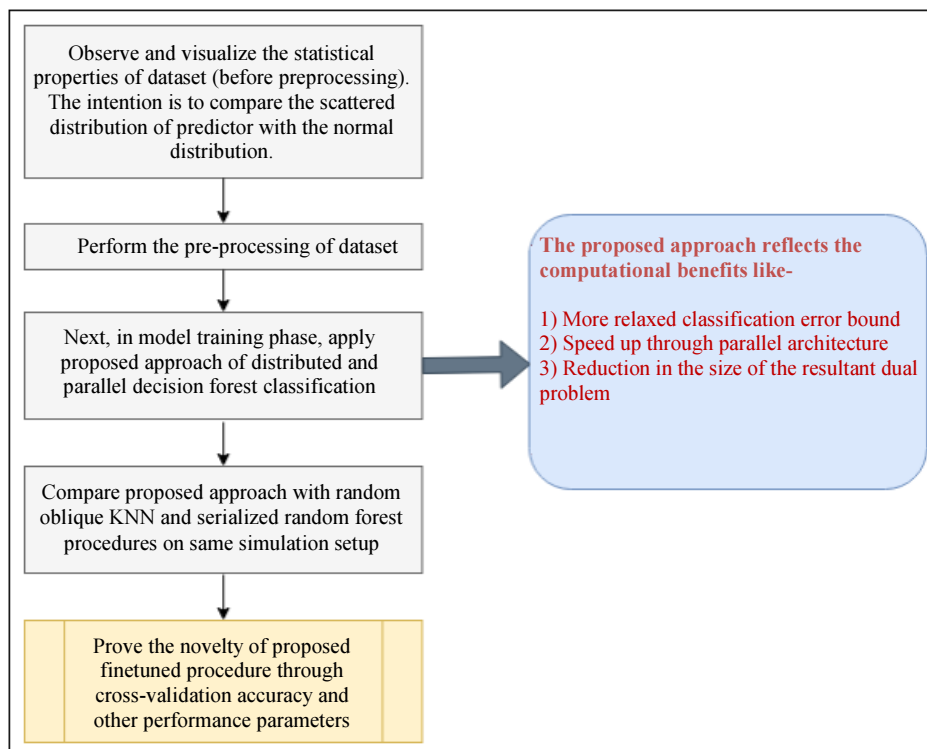 Observe and visualize the statistical
properties of dataset (before preprocessing).
The intention is to compare the scattered
distribution of predictor with the normal
distribution.
Perform the pre-processing of dataset
Next, in model training phase, apply
proposed approach of distributed and
parallel decision forest classification
The proposed approach reflects the
computational benefits like-
1) More relaxed classification error bound
2) Speed up through parallel architecture
3) Reduction in the size of the resultant dual
problem
Compare proposed approach with random
oblique KNN and serialized random forest
procedures on same simulation setup
Prove the novelty of proposed
finetuned procedure through
cross-validation accuracy and
other performance parameters